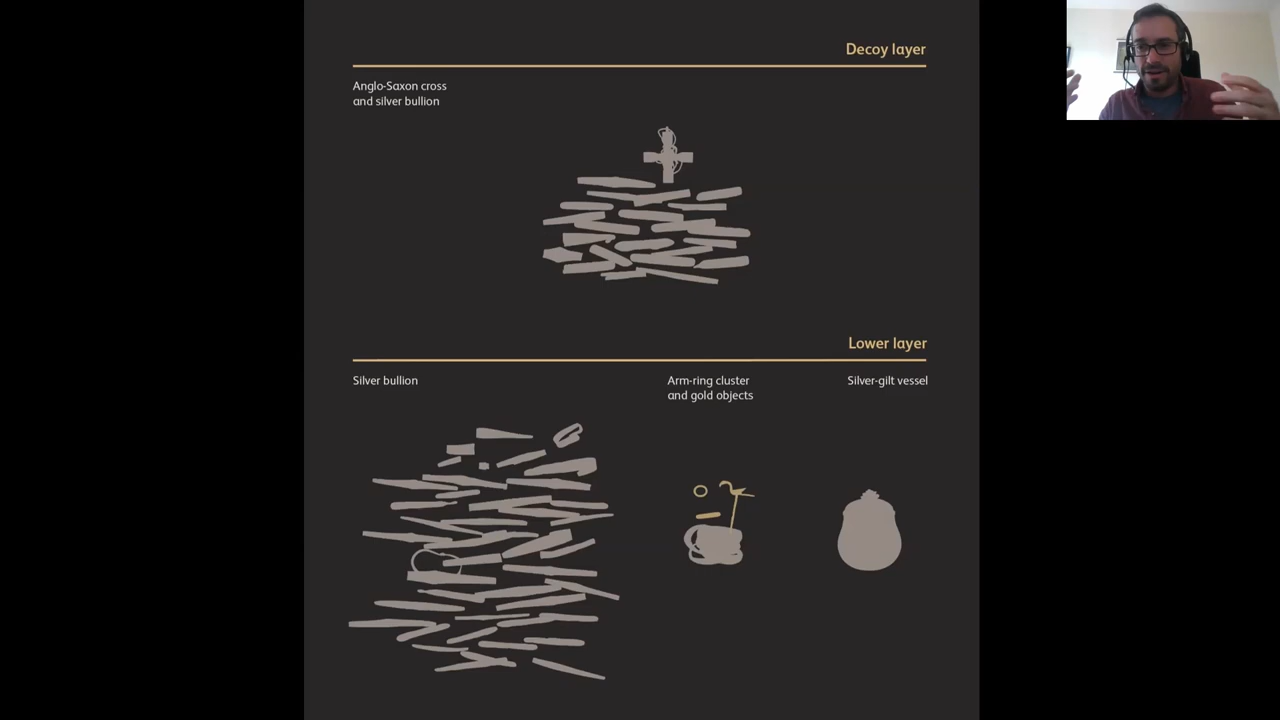 Decoy layer
Anglo-Saxon cross
and silver bullion
Lower layer
Silver bullion
Arm-ring cluster
and gold objects
Silver-gilt vessel